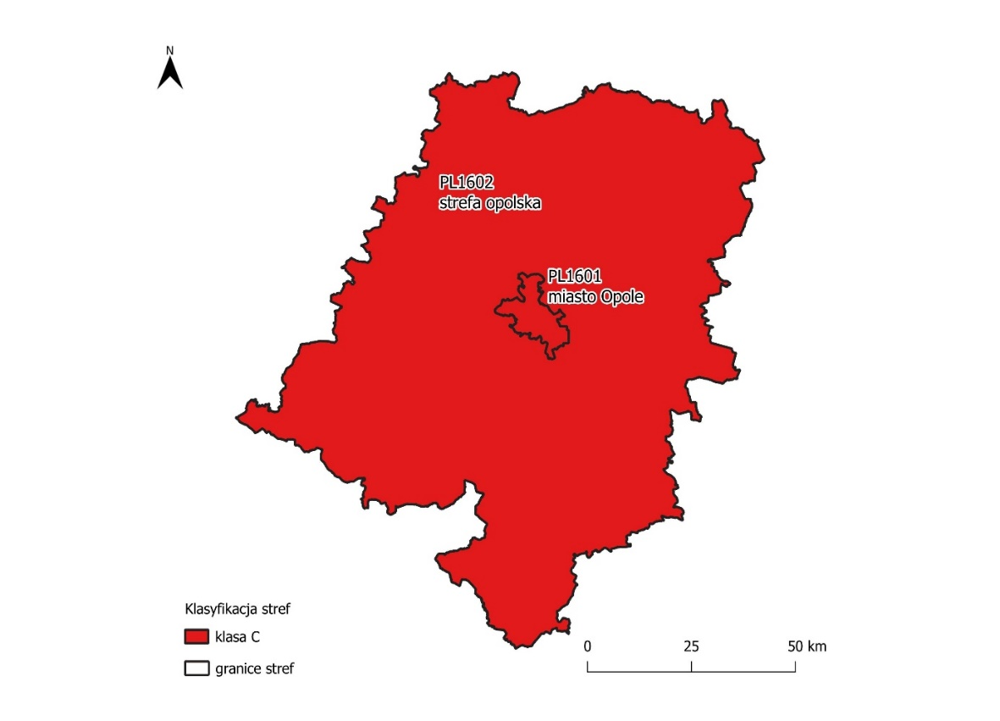 N
PL1602
strefa opolska
PL1601
miasto Opole
Klasyfikacja stref
klasa C
granice stref
0 25 50 km